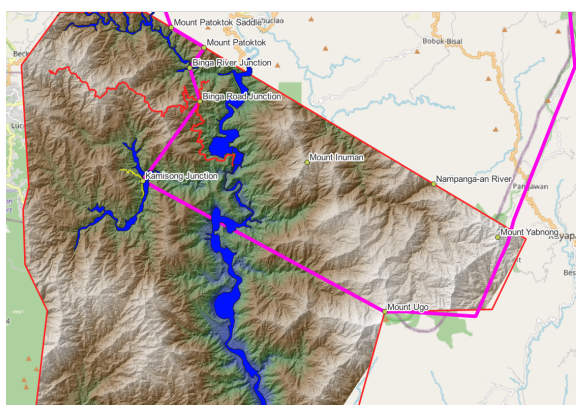 Mount Patoktok Saddle
Bobok-Bisal
Mount Patoktok
Binga River Junction
Binga Road Junction
Mount Inuman
Kamisong Junction
Nampanga-an River
Mount Yabnong
Mount Ugo